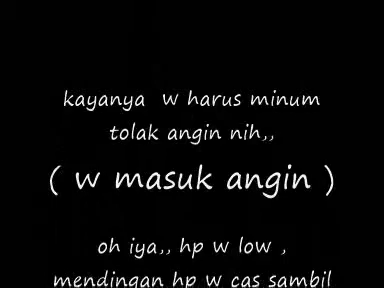 kayanya w harus minum
tolak angin nih,,
( w masuk angin )
oh iya,, hp w low ,
mendingan hp w cas sambil